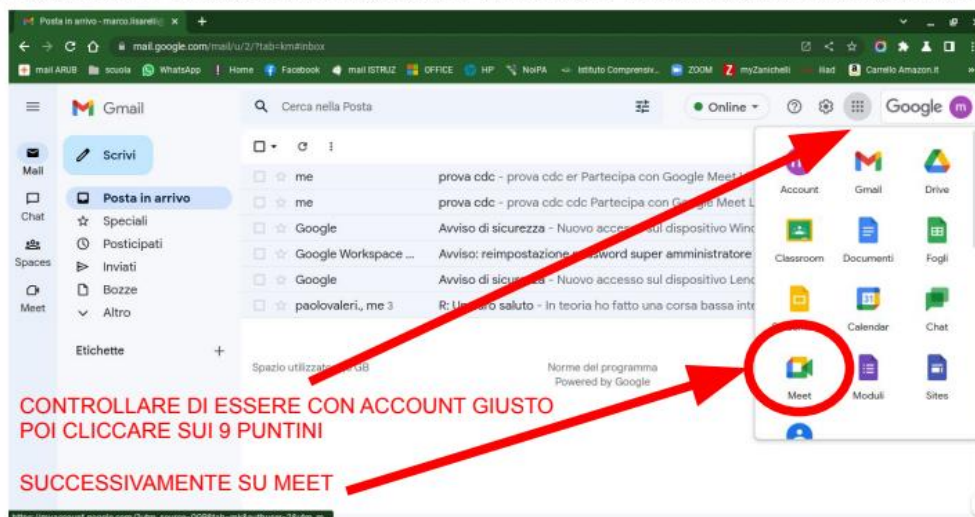 Posta in arrivo - marco.lisarelli@
mail.google.com/mail/u/2/?tab=km#inbox
mail ARUB scuola WhatsApp Home Facebook mail ISTRUZ OFFICE HP NoiPA Istituto Comprensiv... ZOOM myZanichelli iliad Carrello Amazon.it »
Gmail Cerca nella Posta Online Google m
Mail
Chat
Spaces
Meet
Scrivi
Posta in arrivo
Speciali
Posticipati
Inviati
Bozze
Altro
Etichette +
me prova cdc - prova cdc er Partecipa con Google Meet
me prova cdc - prova cdc cdc Partecipa con Google Meet L
Google Avviso di sicurezza - Nuovo accesso sul dispositivo Wind
Google Workspace ... Avviso: reimpostazione password super amministratore
Google Avviso di sicurezza - Nuovo accesso sul dispositivo Leno
paolovaleri., me 3 R: Un caro saluto - In teoria ho fatto una corsa bassa inte
Spazio utilizzato GB
Norme del programma
Powered by Google
Account Gmail Drive
Classroom Documenti Fogli
Calendar Chat
Meet Moduli Sites
CONTROLLARE DI ESSERE CON ACCOUNT GIUSTO
POI CLICCARE SUI 9 PUNTINI
SUCCESSIVAMENTE SU MEET